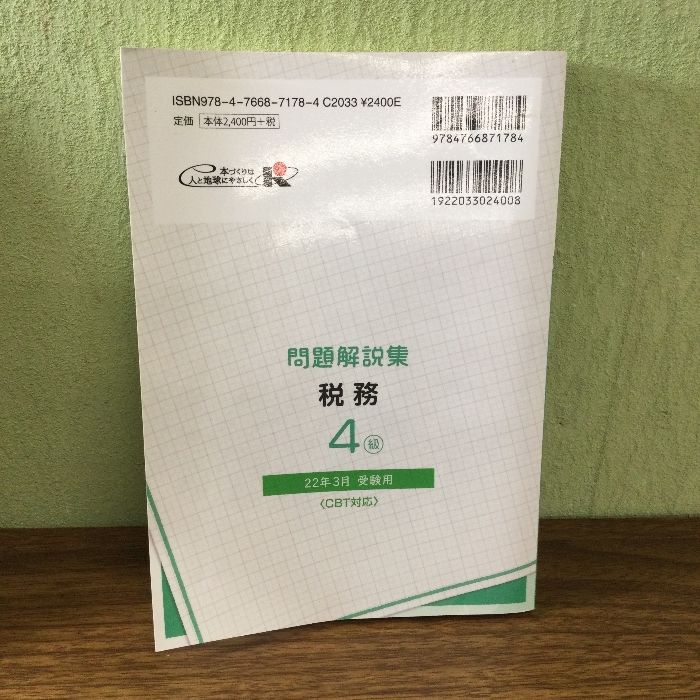 ISBN978-4-7668-7178-4 C2033 ¥2400E
定価 本体2,400円+税
9784766871784
本づくりは
人と地球にやさしく
1922033024008
問題解説集
税務
4級
22年3月 受験用
〈CBT対応〉